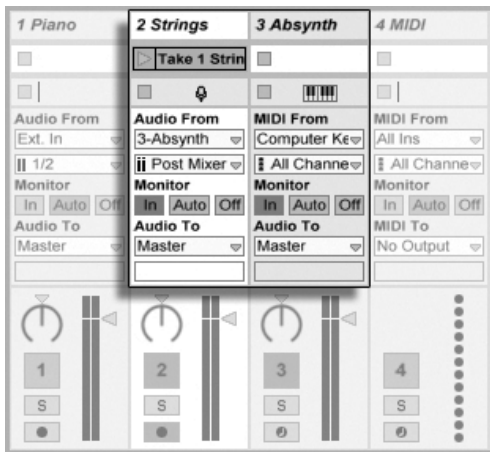 1 Piano
2 Strings
3 Absynth
4 MIDI
Take 1 Strin
Audio From
Audio From
MIDI From
MIDI From
Ext. In
3-Absynth
Computer Ke
All Ins
1/2
Post Mixer
All Channe
All Channe
Monitor
Monitor
Monitor
Monitor
In Auto Off
In Auto Off
In Auto Off
In Auto Off
Audio To
Audio To
Audio To
MIDI To
Master
Master
Master
No Output
1
2
3
4
S
S
S
S